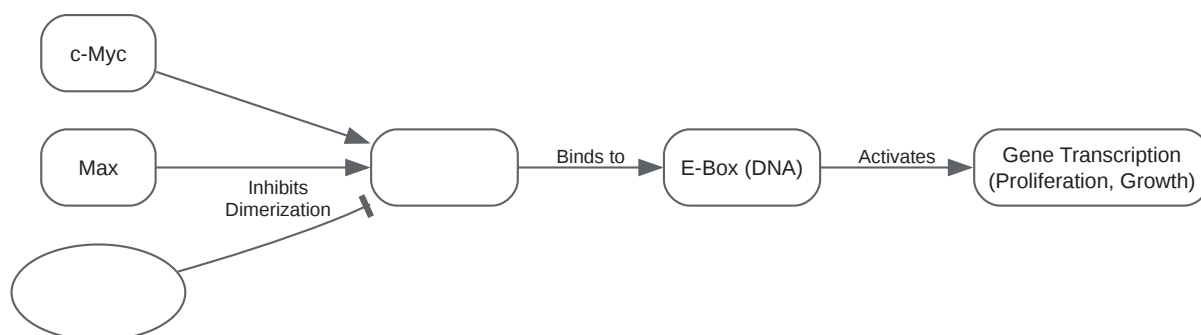 c-Myc
Max
Inhibits
Dimerization
Binds to
E-Box (DNA)
Activates
Gene Transcription
(Proliferation, Growth)